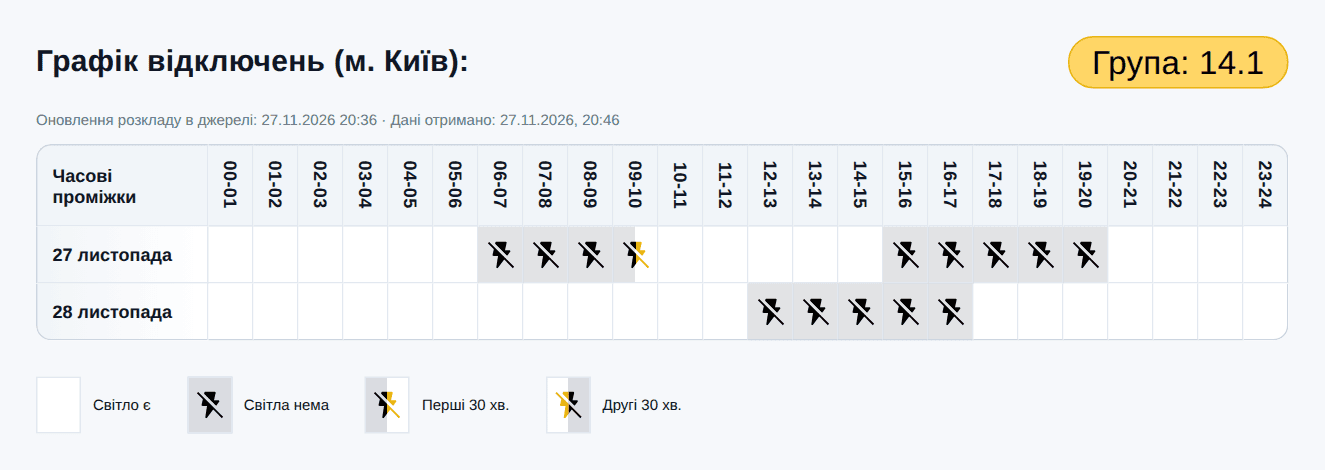 Графік відключень (м. Київ):
Група: 14.1
Оновлення розкладу в джерелі: 27.11.2026 20:36 · Дані отримано: 27.11.2026, 20:46
Часові
проміжки
00-01
01-02
02-03
03-04
04-05
05-06
06-07
07-08
08-09
09-10
10-11
11-12
12-13
13-14
14-15
15-16
16-17
17-18
18-19
19-20
20-21
21-22
22-23
23-24
27 листопада
28 листопада
Світло є
Світла нема
Перші 30 хв.
Другі 30 хв.